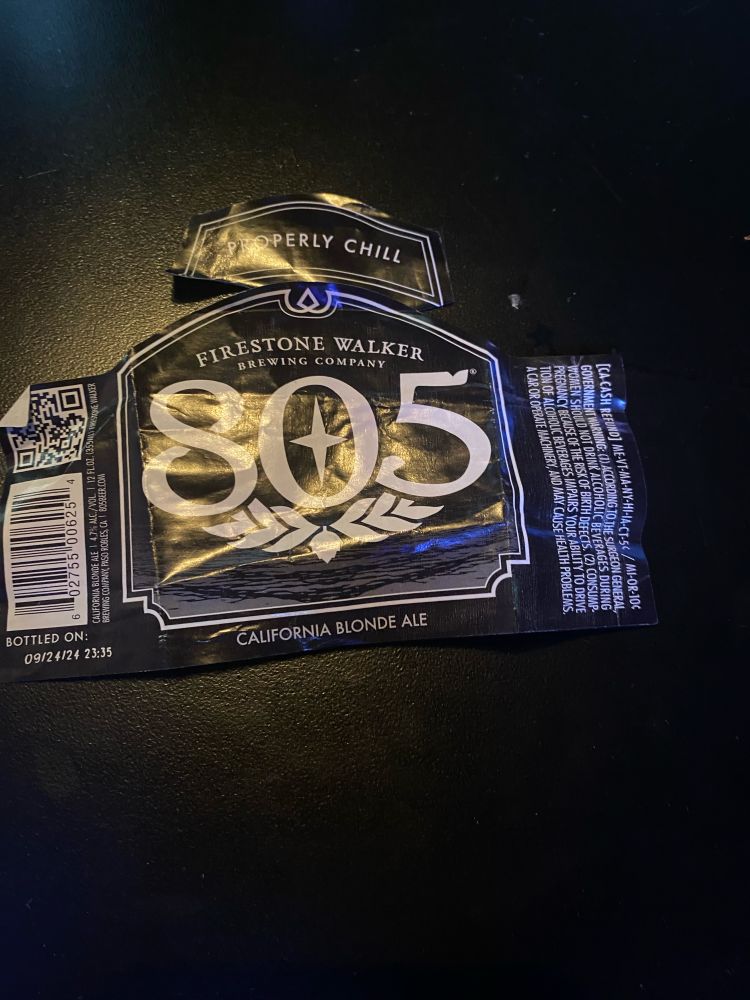 PROPERLY CHILL
FIRESTONE WALKER
BREWING COMPANY
805®
CALIFORNIA BLONDE ALE
CALIFORNIA BLONDE ALE | 4.7% ALC./VOL. | 12 FL.OZ. (355ML) FIRESTONE WALKER
BREWING COMPANY, PASO ROBLES, CA | 805BEER.COM
6 02755 00625 4
BOTTLED ON:
09/24/24 23:35
[CA CASH REFUND] ME-VT-MA-NY-HI-IA-CT-5¢ / MI-OR-10¢
GOVERNMENT WARNING: (1) ACCORDING TO THE SURGEON GENERAL,
WOMEN SHOULD NOT DRINK ALCOHOLIC BEVERAGES DURING
PREGNANCY BECAUSE OF THE RISK OF BIRTH DEFECTS. (2) CONSUMP-
TION OF ALCOHOLIC BEVERAGES IMPAIRS YOUR ABILITY TO DRIVE
A CAR OR OPERATE MACHINERY, AND MAY CAUSE HEALTH PROBLEMS.